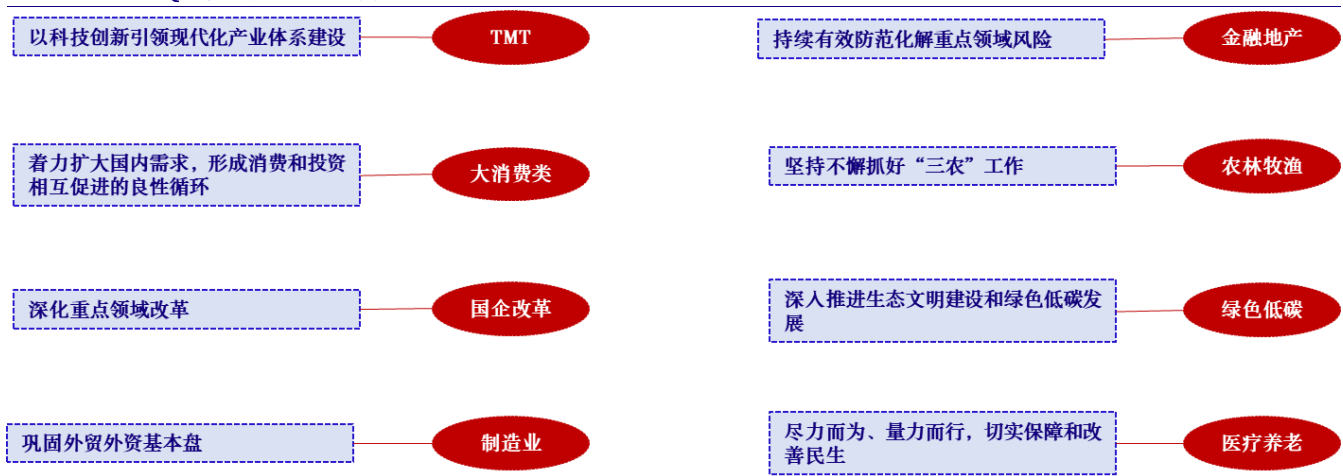 以科技创新引领现代化产业体系建设
TMT
着力扩大国内需求，形成消费和投资
相互促进的良性循环
大消费类
深化重点领域改革
国企改革
巩固外贸外资基本盘
制造业
持续有效防范化解重点领域风险
金融地产
坚持不懈抓好“三农”工作
农林牧渔
深入推进生态文明建设和绿色低碳发
展
绿色低碳
尽力而为、量力而行，切实保障和改
善民生
医疗养老